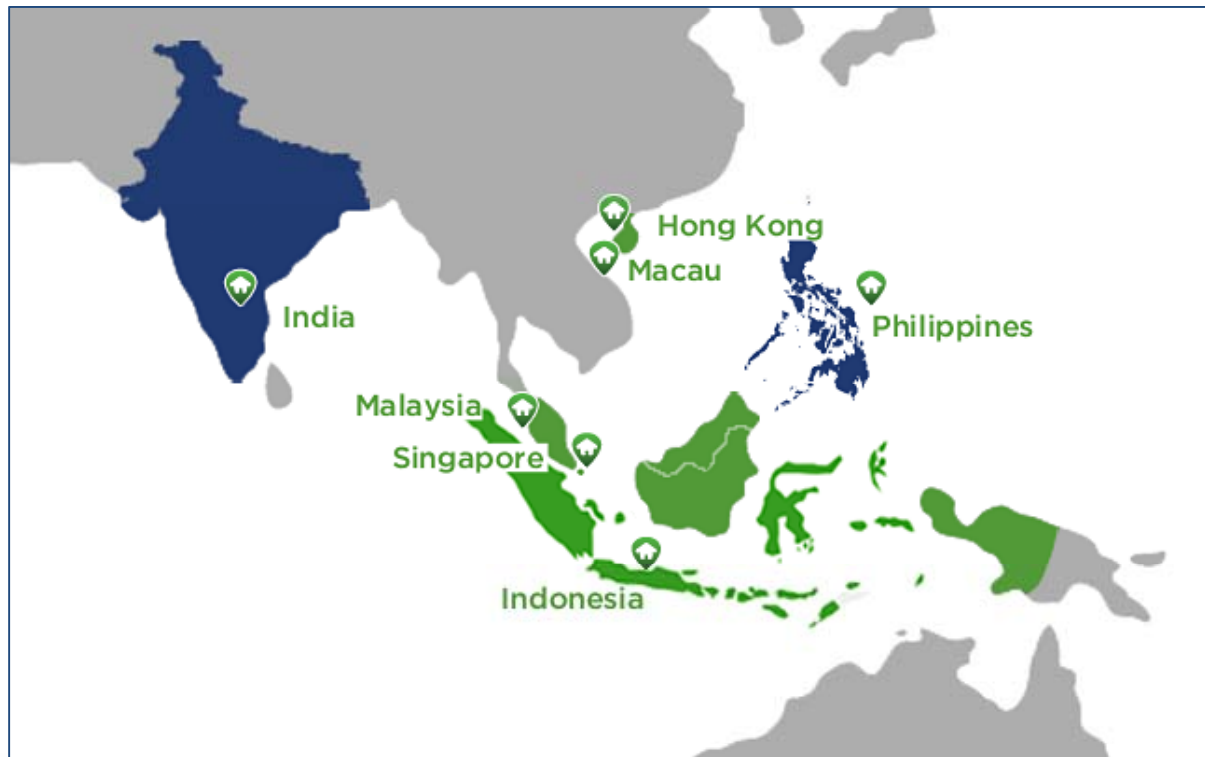 Hong Kong
Macau
India
Philippines
Malaysia
Singapore
Indonesia